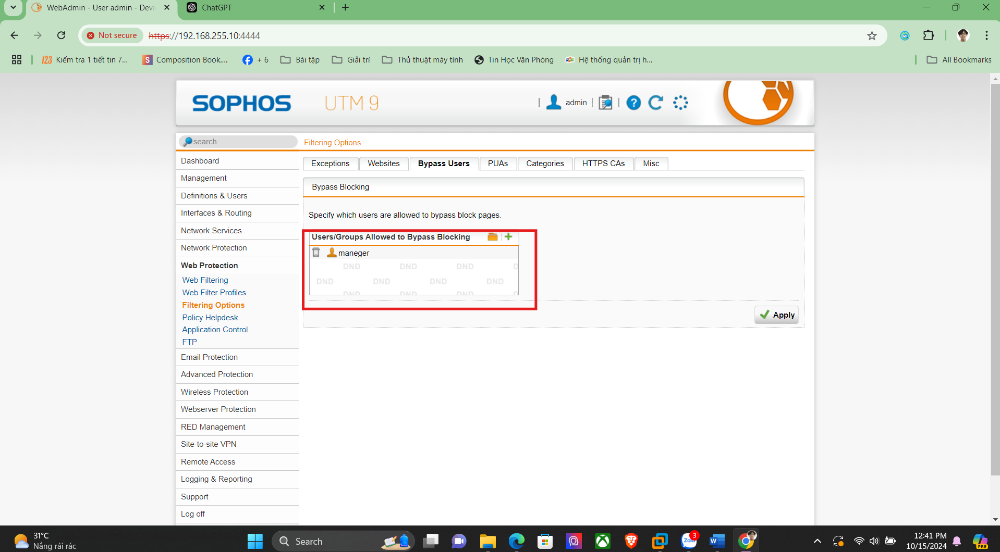 WebAdmin - User admin - Devi
ChatGPT
Not secure
https://192.168.255.10:4444
123 Kiểm tra 1 tiết tin 7...
S Composition Book....
+ 6
Bài tập
Giải trí
Thủ thuật máy tính
Tin Học Văn Phòng
Hệ thống quản trị h...
All Bookmarks
SOPHOS UTM 9
admin
search
Filtering Options
Dashboard
Management
Definitions & Users
Interfaces & Routing
Network Services
Network Protection
Web Protection
Web Filtering
Web Filter Profiles
Filtering Options
Policy Helpdesk
Application Control
FTP
Email Protection
Advanced Protection
Wireless Protection
Webserver Protection
RED Management
Site-to-site VPN
Remote Access
Logging & Reporting
Support
Log off
Exceptions Websites Bypass Users PUAs Categories HTTPS CAs Misc
Bypass Blocking
Specify which users are allowed to bypass block pages.
Users/Groups Allowed to Bypass Blocking
maneger
DND DND DND D
DND DND DND DND
DND DND DND D
Apply
31°C
Nắng rải rác
Search
Zalo
3
W
12:41 PM
10/15/2024
PRE